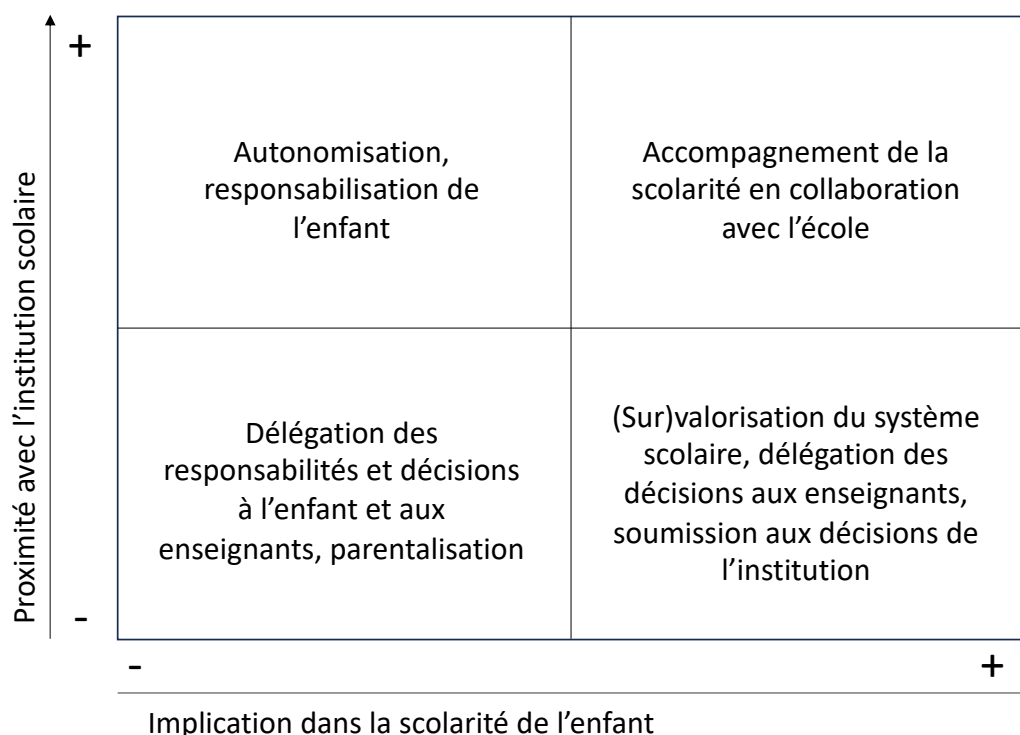 +
Proximité avec l’institution scolaire
Autonomisation,
responsabilisation de
l’enfant
Accompagnement de la
scolarité en collaboration
avec l’école
Délégation des
responsabilités et décisions
à l’enfant et aux
enseignants, parentalisation
(Sur)valorisation du système
scolaire, délégation des
décisions aux enseignants,
soumission aux décisions de
l’institution
-
-
+
Implication dans la scolarité de l’enfant